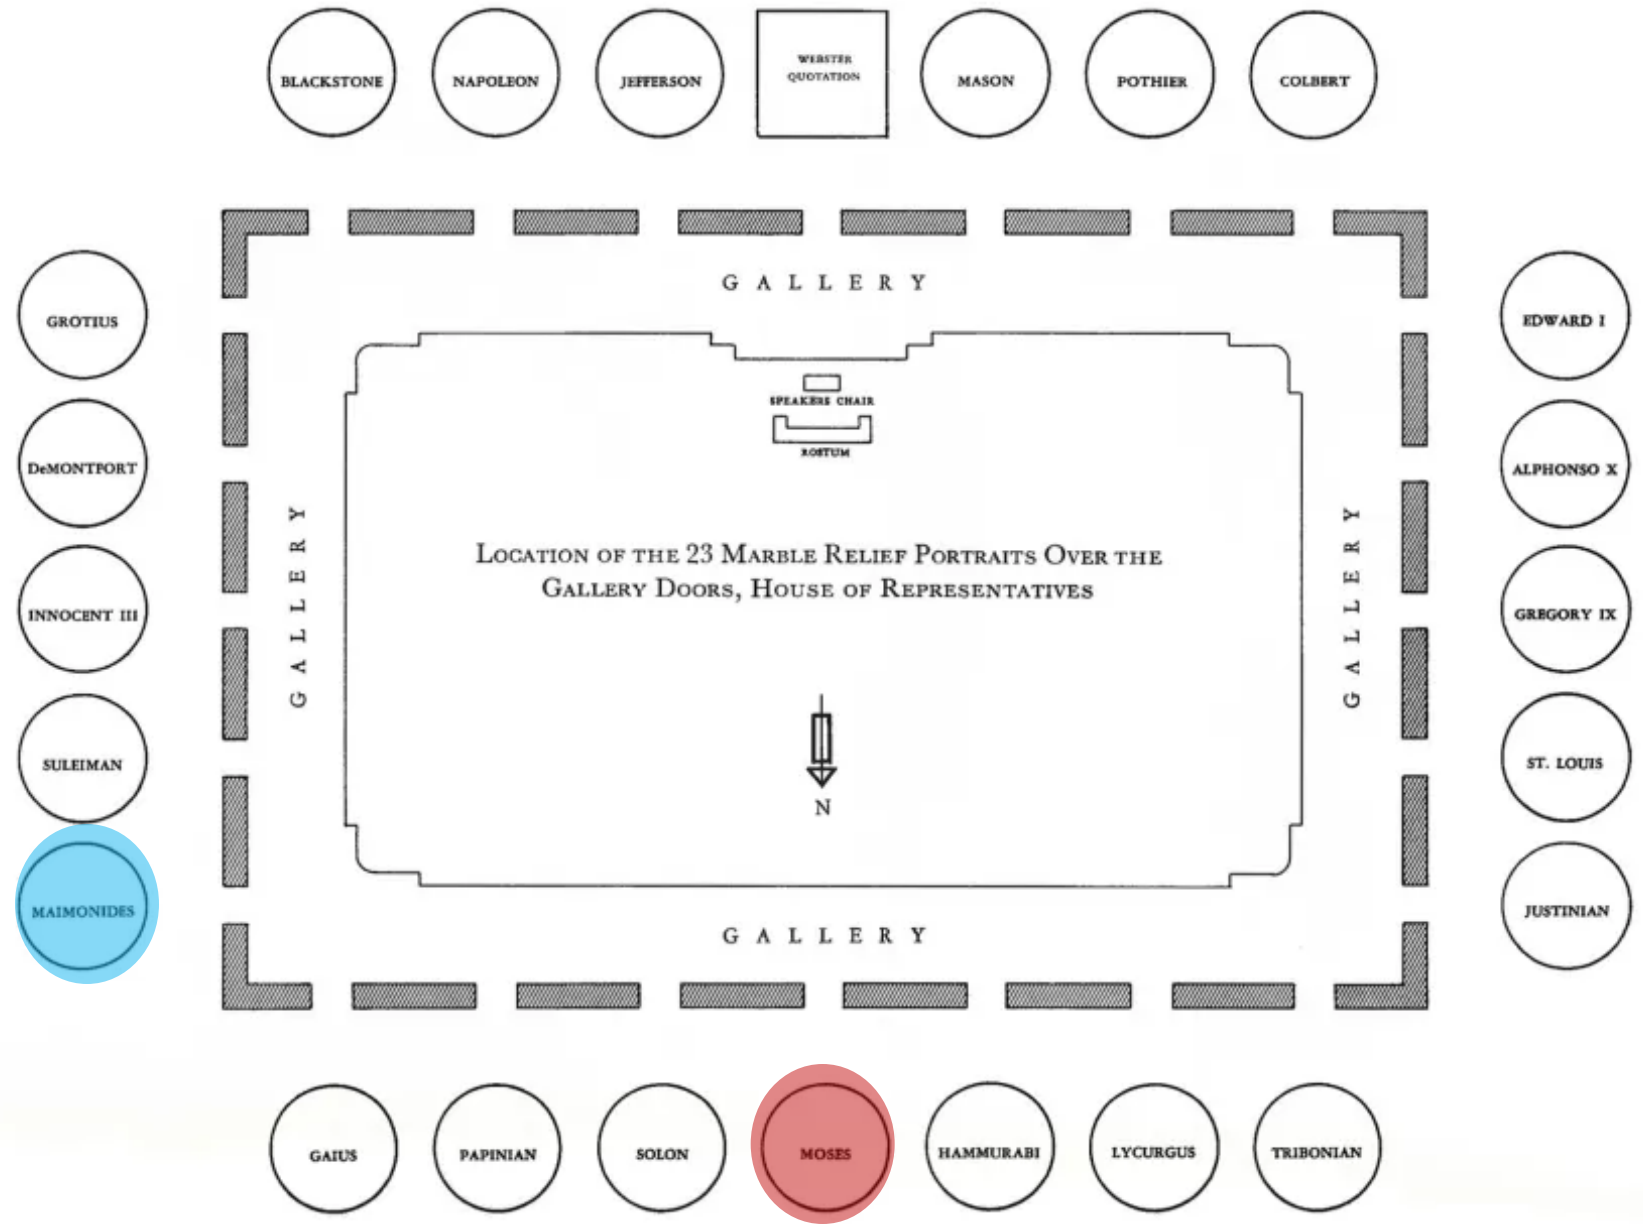 BLACKSTONE
NAPOLEON
JEFFERSON
WEBSTER
QUOTATION
MASON
POTHIER
COLBERT
GROTIUS
DeMONTFORT
INNOCENT III
SULEIMAN
MAIMONIDES
GALLERY
GALLERY
SPEAKERS CHAIR
ROSTUM
LOCATION OF THE 23 MARBLE RELIEF PORTRAITS OVER THE
GALLERY DOORS, HOUSE OF REPRESENTATIVES
N
GALLERY
GALLERY
EDWARD I
ALPHONSO X
GREGORY IX
ST. LOUIS
JUSTINIAN
GAIUS
PAPINIAN
SOLON
MOSES
HAMMURABI
LYCURGUS
TRIBONIAN